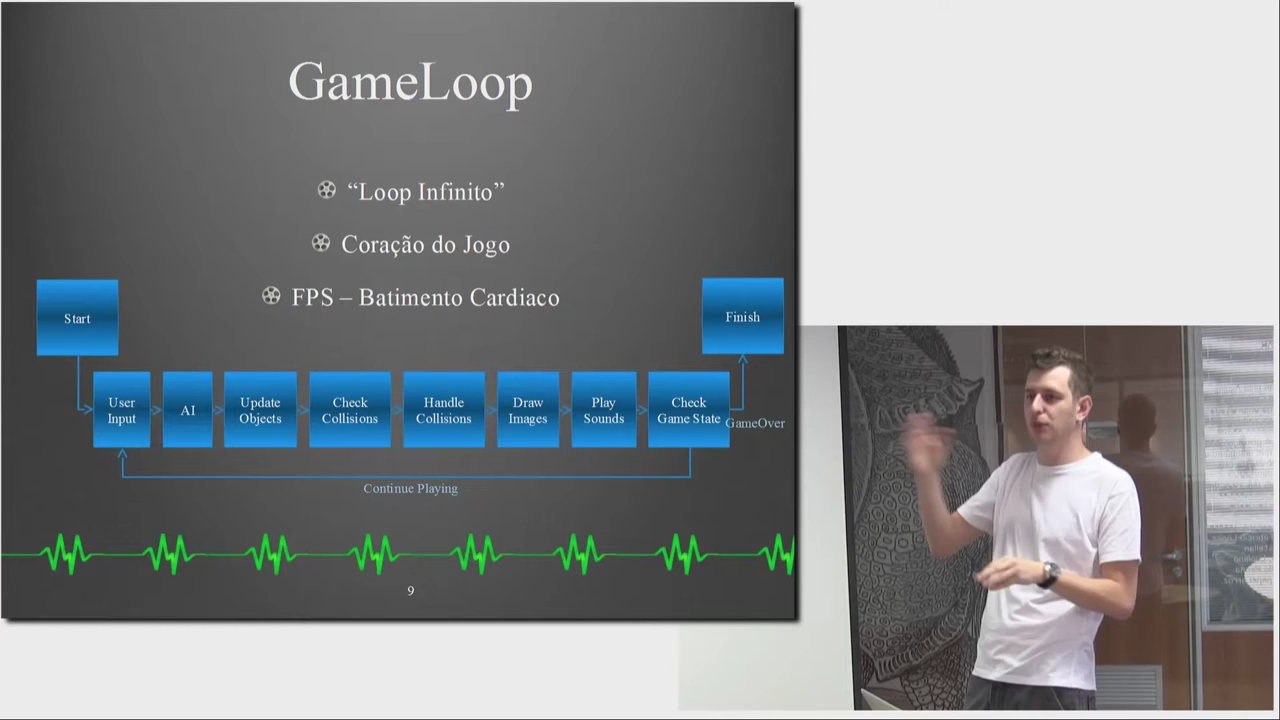 GameLoop
“Loop Infinito”
Coração do Jogo
FPS – Batimento Cardiaco
Start
Finish
User
Input
AI
Update
Objects
Check
Collisions
Handle
Collisions
Draw
Images
Play
Sounds
Check
Game State
GameOver
Continue Playing
9